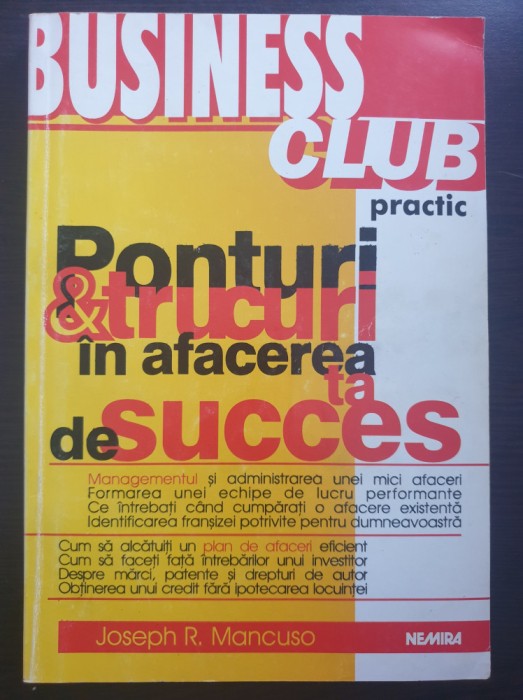 BUSINESS
CLUB
practic
Ponturi
&trucuri
în afacerea
ta
de succes
Managementul și administrarea unei mici afaceri
Formarea unei echipe de lucru performante
Ce întrebați când cumpărați o afacere existentă
Identificarea franșizei potrivite pentru dumneavoastră
Cum să alcătuiți un plan de afaceri eficient
Cum să faceți față întrebărilor unui investitor
Despre mărci, patente și drepturi de autor
Obținerea unui credit fără ipotecarea locuinței
Joseph R. Mancuso
NEMIRA